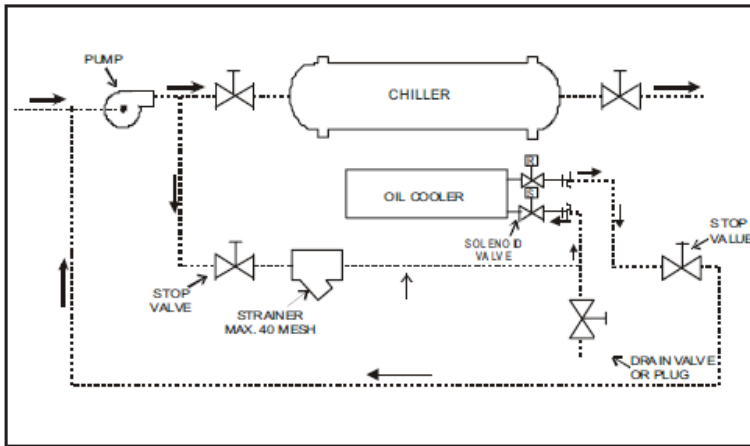 PUMP
CHILLER
R
OIL COOLER
S
SOLENOID
VALVE
STOP
VALUE
STOP
VALVE
STRAINER
MAX. 40 MESH
DRAIN VALVE
OR PLUG